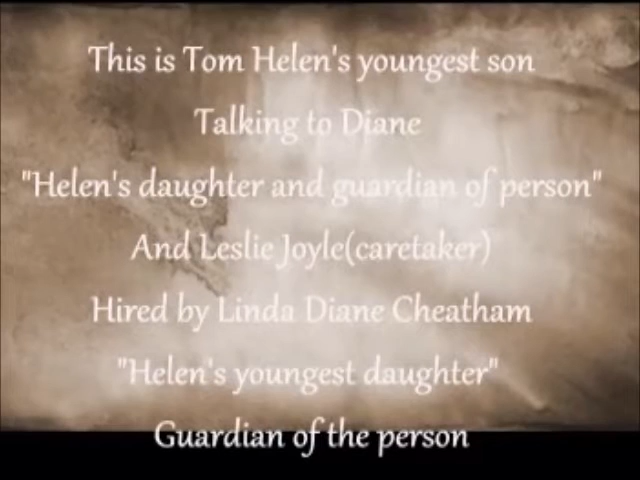 This is Tom Helen's youngest son
Talking to Diane
"Helen's daughter and guardian of person"
And Leslie Joyle(caretaker)
Hired by Linda Diane Cheatham
"Helen's youngest daughter"
Guardian of the person